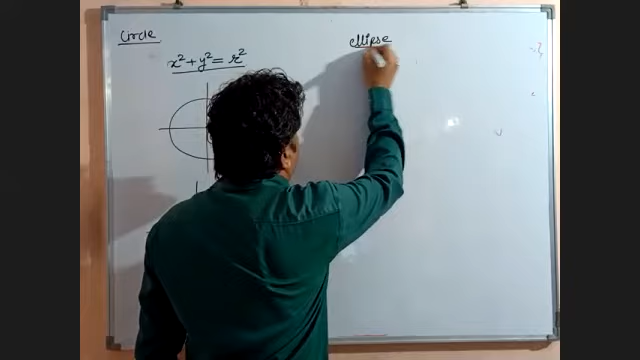 Circle
x² + y² = r²
ellipse